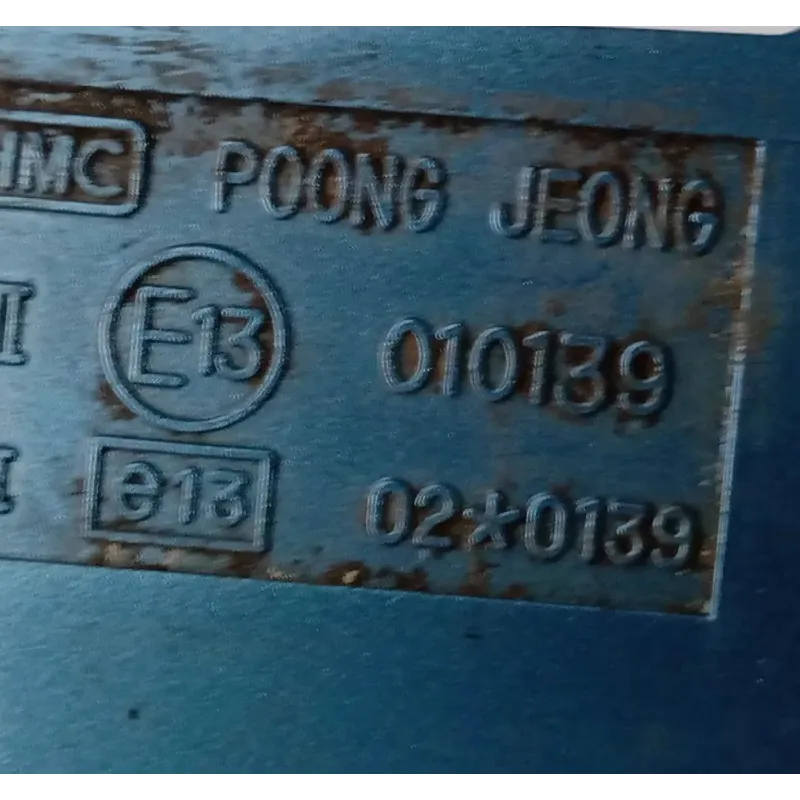 HMC POONG JEONG
I E13 010139
I e13 02*0139